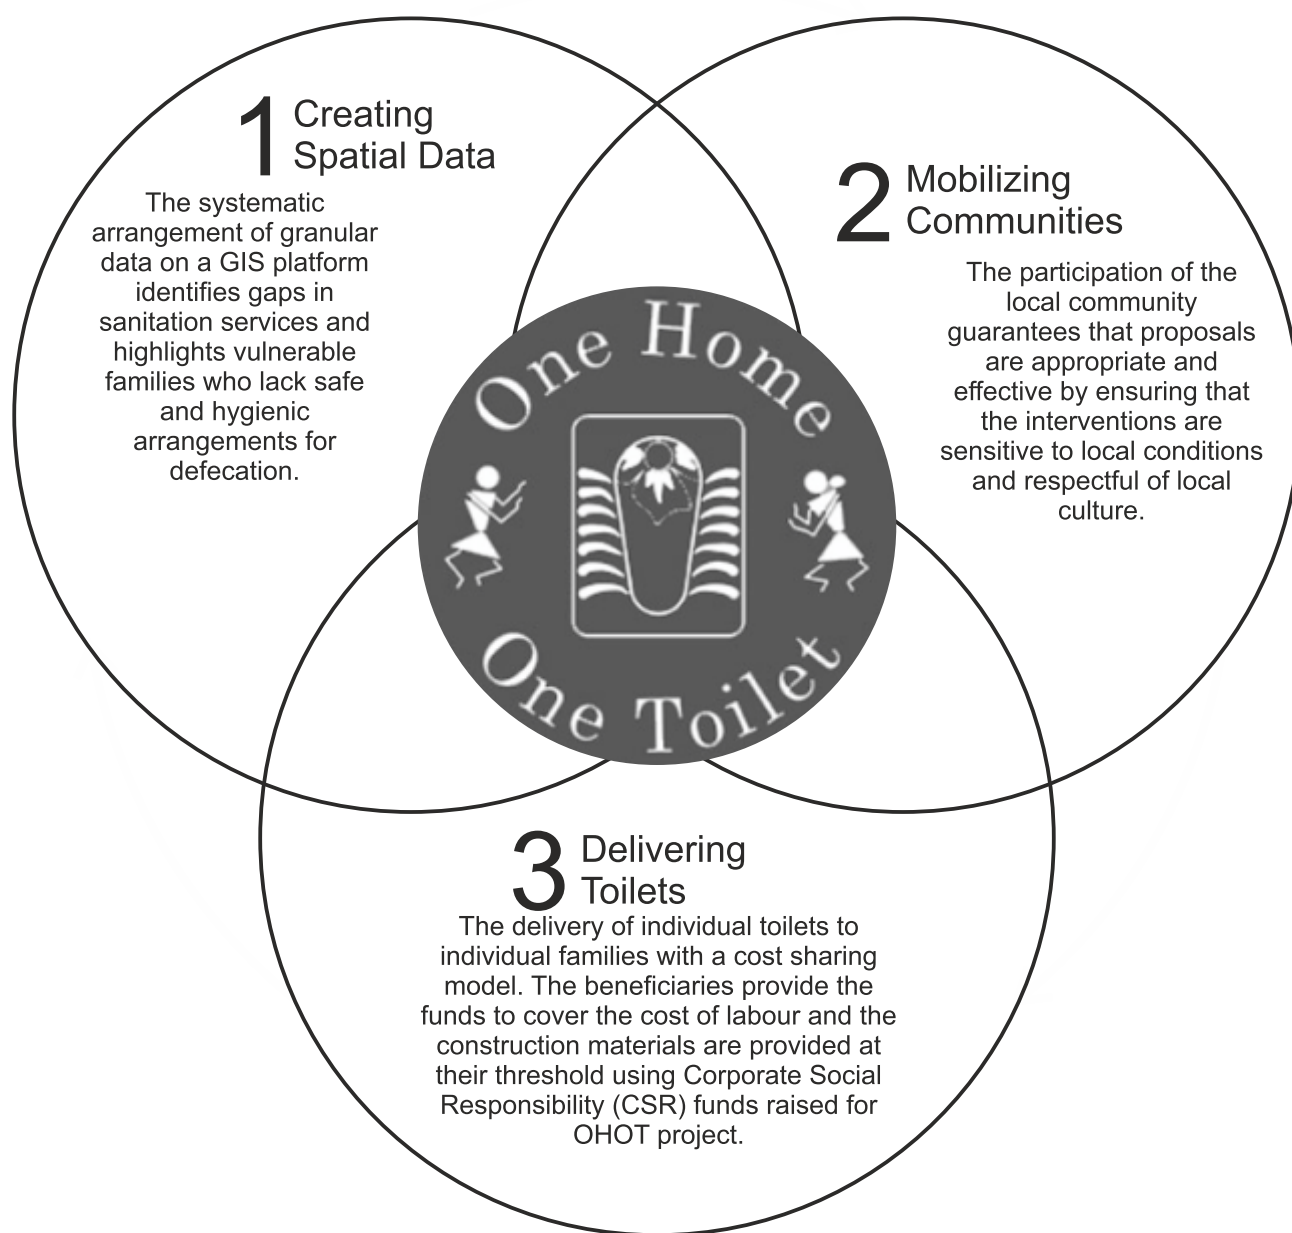 1 Creating
Spatial Data
The systematic
arrangement of granular
data on a GIS platform
identifies gaps in
sanitation services and
highlights vulnerable
families who lack safe
and hygienic
arrangements for
defecation.
2 Mobilizing
Communities
The participation of the
local community
guarantees that proposals
are appropriate and
effective by ensuring that
the interventions are
sensitive to local conditions
and respectful of local
culture.
One Home
One Toilet
3 Delivering
Toilets
The delivery of individual toilets to
individual families with a cost sharing
model. The beneficiaries provide the
funds to cover the cost of labour and the
construction materials are provided at
their threshold using Corporate Social
Responsibility (CSR) funds raised for
OHOT project.